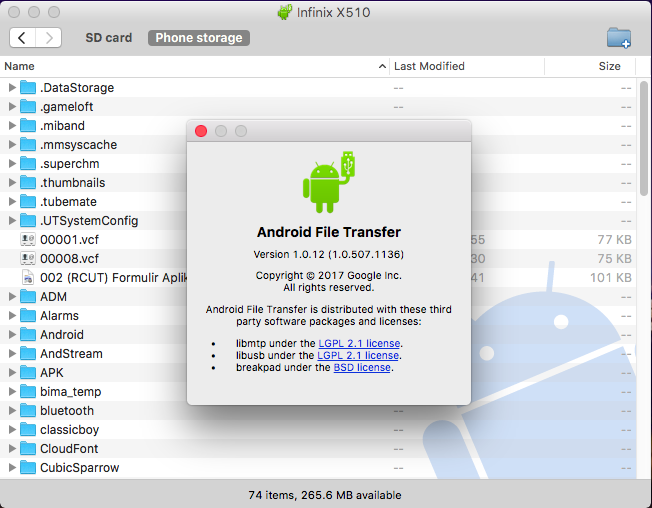 Infinix X510
SD card Phone storage
Name Last Modified Size
.DataStorage --
.gameloft --
.miband
.mmsyscache --
.superchm --
.thumbnails --
.tubemate --
.UTSystemConfig --
00001.vcf 55 77 KB
00008.vcf 30 75 KB
002 (RCUT) Formulir Aplik 41 101 KB
ADM --
Alarms --
Android --
AndStream --
APK --
bima_temp --
bluetooth -- --
classicboy -- --
CloudFont -- --
CubicSparrow -- --
Android File Transfer
Version 1.0.12 (1.0.507.1136)
Copyright © 2017 Google Inc.
All rights reserved.
Android File Transfer is distributed with these third
party software packages and licenses:
• libmtp under the LGPL 2.1 license.
• libusb under the LGPL 2.1 license.
• breakpad under the BSD license.
74 items, 265.6 MB available